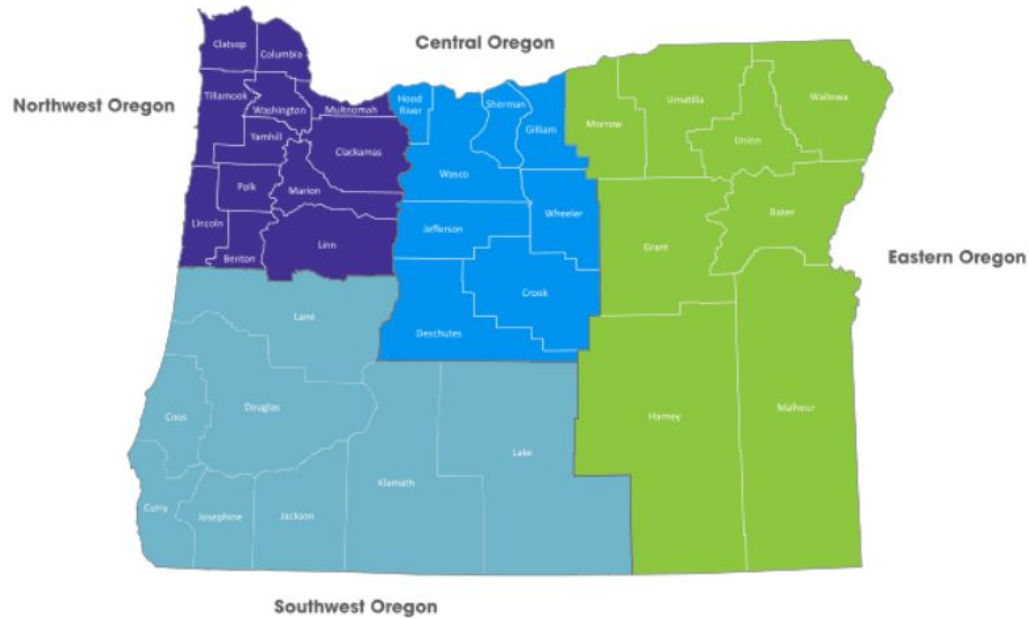 Central Oregon
Northwest Oregon
Eastern Oregon
Southwest Oregon
Clatsop
Columbia
Tillamook
Washington
Multnomah
Yamhill
Clackamas
Polk
Marion
Lincoln
Benton
Linn
Hood
River
Sherman
Gilliam
Wasco
Jefferson
Wheeler
Crook
Deschutes
Morrow
Umatilla
Union
Wallowa
Grant
Baker
Harney
Malheur
Lane
Coos
Douglas
Curry
Josephine
Jackson
Klamath
Lake